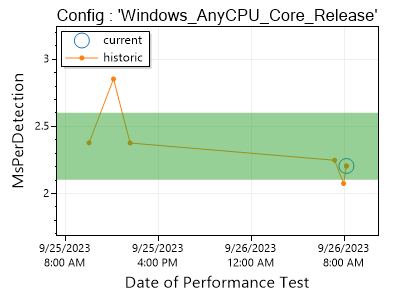 Config : 'Windows_AnyCPU_Core_Release'
current
historic
3
2.5
2
MsPerDetection
9/25/2023 9/25/2023 9/26/2023 9/26/2023
8:00 AM 4:00 PM 12:00 AM 8:00 AM
Date of Performance Test